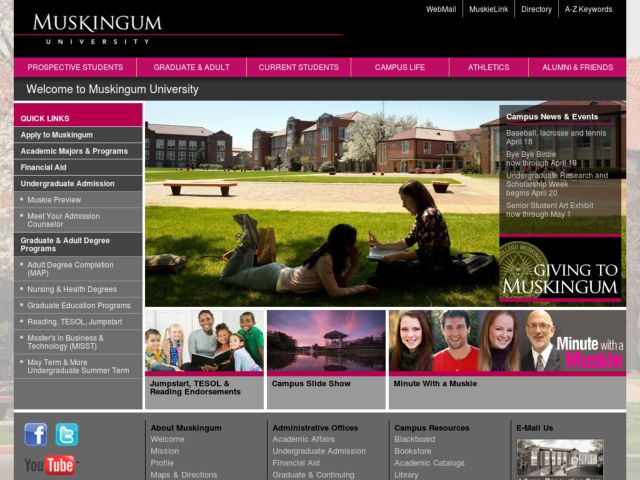 MUSKINGUM
UNIVERSITY
WebMail
MuskieLink
Directory
A-Z Keywords
PROSPECTIVE STUDENTS
GRADUATE & ADULT
CURRENT STUDENTS
CAMPUS LIFE
ATHLETICS
ALUMNI & FRIENDS
Welcome to Muskingum University
QUICK LINKS
Apply to Muskingum
Academic Majors & Programs
Financial Aid
Undergraduate Admission
Muskie Preview
Meet Your Admission
Counselor
Graduate & Adult Degree
Programs
Adult Degree Completion
(MAP)
Nursing & Health Degrees
Graduate Education Programs
Reading, TESOL, Jumpstart
Master's in Business &
Technology (MISST)
May Term & More
Undergraduate Summer Term
Campus News & Events
Baseball, lacrosse and tennis
April 18
Bye Bye Birdie
now through April 19
Undergraduate Research and
Scholarship Week
begins April 20
Senior Student Art Exhibit
now through May 1
GIVING TO
MUSKINGUM
Jumpstart, TESOL &
Reading Endorsements
Campus Slide Show
Minute with a
Muskie
Minute With a Muskie
You Tube
About Muskingum
Welcome
Mission
Profile
Maps & Directions
Administrative Offices
Academic Affairs
Undergraduate Admission
Financial Aid
Graduate & Continuing
Campus Resources
Blackboard
Bookstore
Academic Catalogs
Library
E-Mail Us